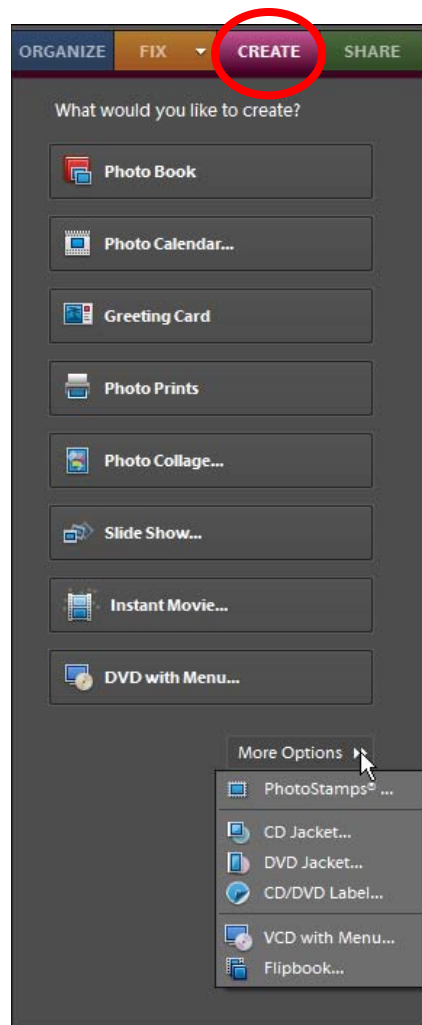 ORGANIZE FIX CREATE SHARE
What would you like to create?
Photo Book
Photo Calendar...
Greeting Card
Photo Prints
Photo Collage...
Slide Show...
Instant Movie...
DVD with Menu...
More Options
PhotoStamps® ...
CD Jacket...
DVD Jacket...
CD/DVD Label...
VCD with Menu...
Flipbook...